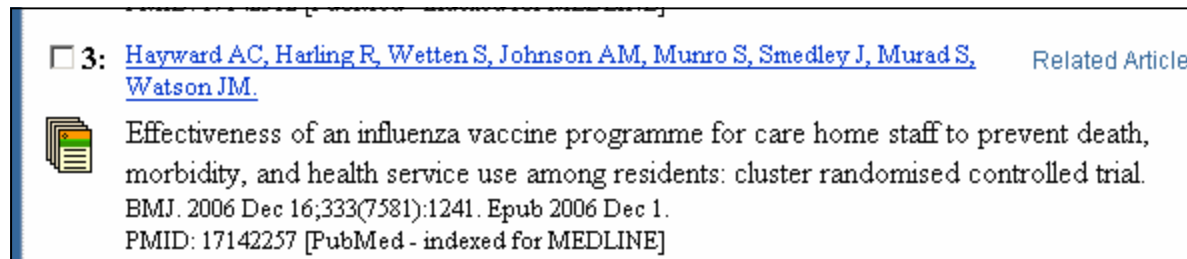 3: Hayward AC, Harling R, Wetten S, Johnson AM, Munro S, Smedley J, Murad S, Related Article
Watson JM.
Effectiveness of an influenza vaccine programme for care home staff to prevent death,
morbidity, and health service use among residents: cluster randomised controlled trial.
BMJ. 2006 Dec 16;333(7581):1241. Epub 2006 Dec 1.
PMID: 17142257 [PubMed - indexed for MEDLINE]